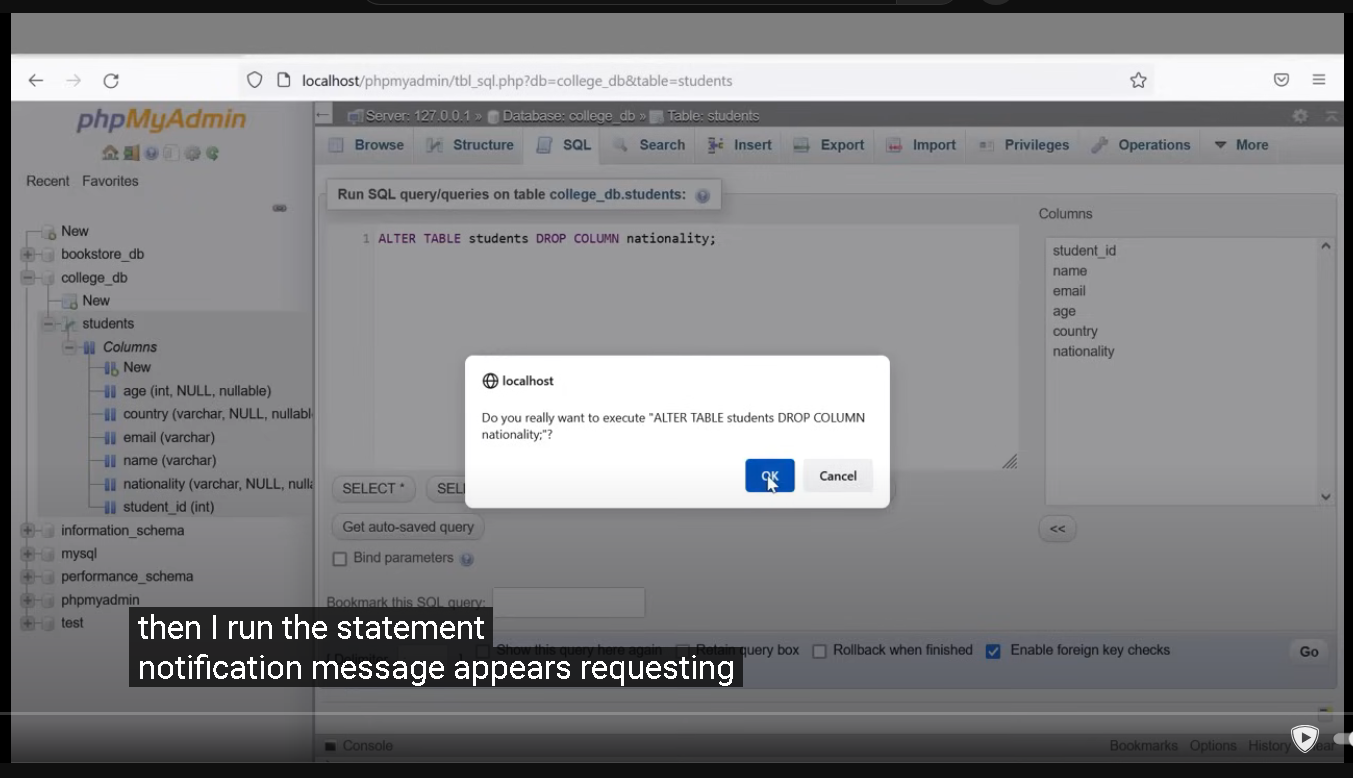 localhost/phpmyadmin/tbl_sql.php?db=college_db&table=students
phpMyAdmin
Server: 127.0.0.1 » Database: college_db » Table: students
Browse Structure SQL Search Insert Export Import Privileges Operations More
Recent Favorites
New
bookstore_db
college_db
New
students
Columns
New
age (int, NULL, nullable)
country (varchar, NULL, nullabl
email (varchar)
name (varchar)
nationality (varchar, NULL, nulla
student_id (int)
information_schema
mysql
performance_schema
phpmyadmin
test
Run SQL query/queries on table college_db.students:
1 ALTER TABLE students DROP COLUMN nationality;
Columns
student_id
name
email
age
country
nationality
<<
localhost
Do you really want to execute "ALTER TABLE students DROP COLUMN
nationality;"?
OK Cancel
SELECT * SEL
Get auto-saved query
Bind parameters
Bookmark this SQL query:
Show this query here again Retain query box Rollback when finished Enable foreign key checks Go
then I run the statement
notification message appears requesting
Console Bookmarks Options History